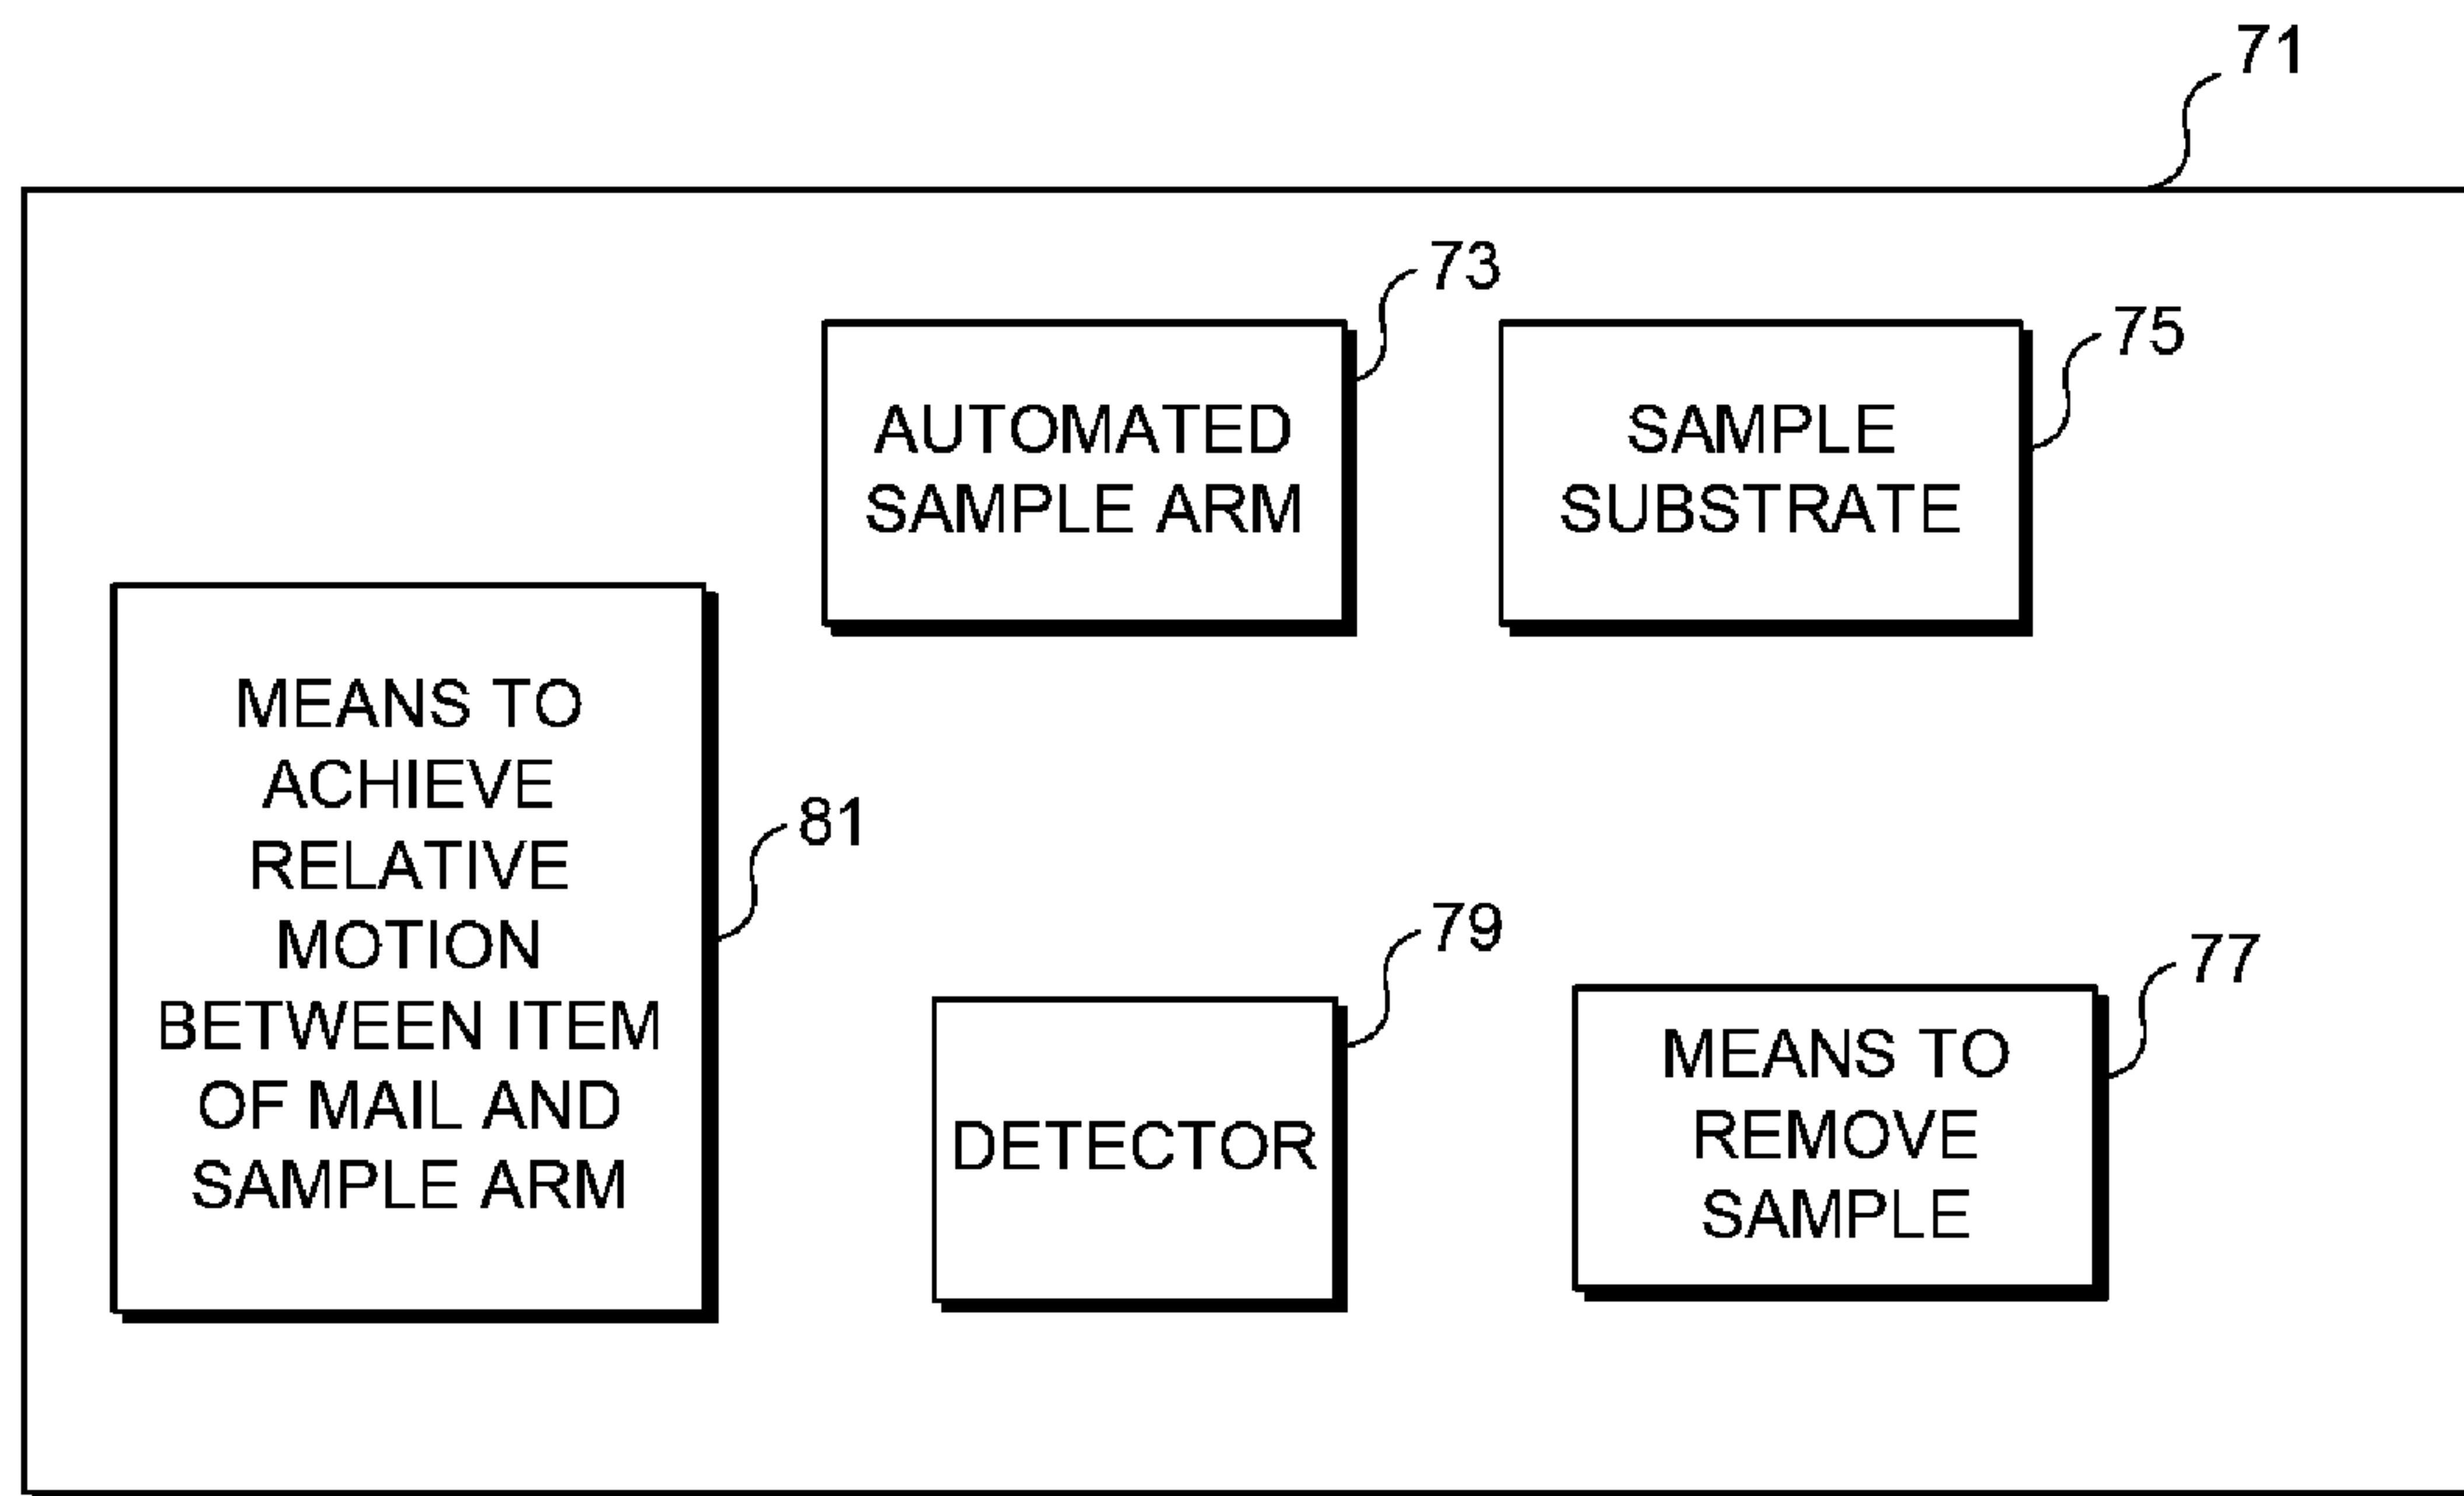 71
73
75
AUTOMATED
SAMPLE ARM
SAMPLE
SUBSTRATE
MEANS TO
ACHIEVE
RELATIVE
MOTION
BETWEEN ITEM
OF MAIL AND
SAMPLE ARM
81
79
77
DETECTOR
MEANS TO
REMOVE
SAMPLE